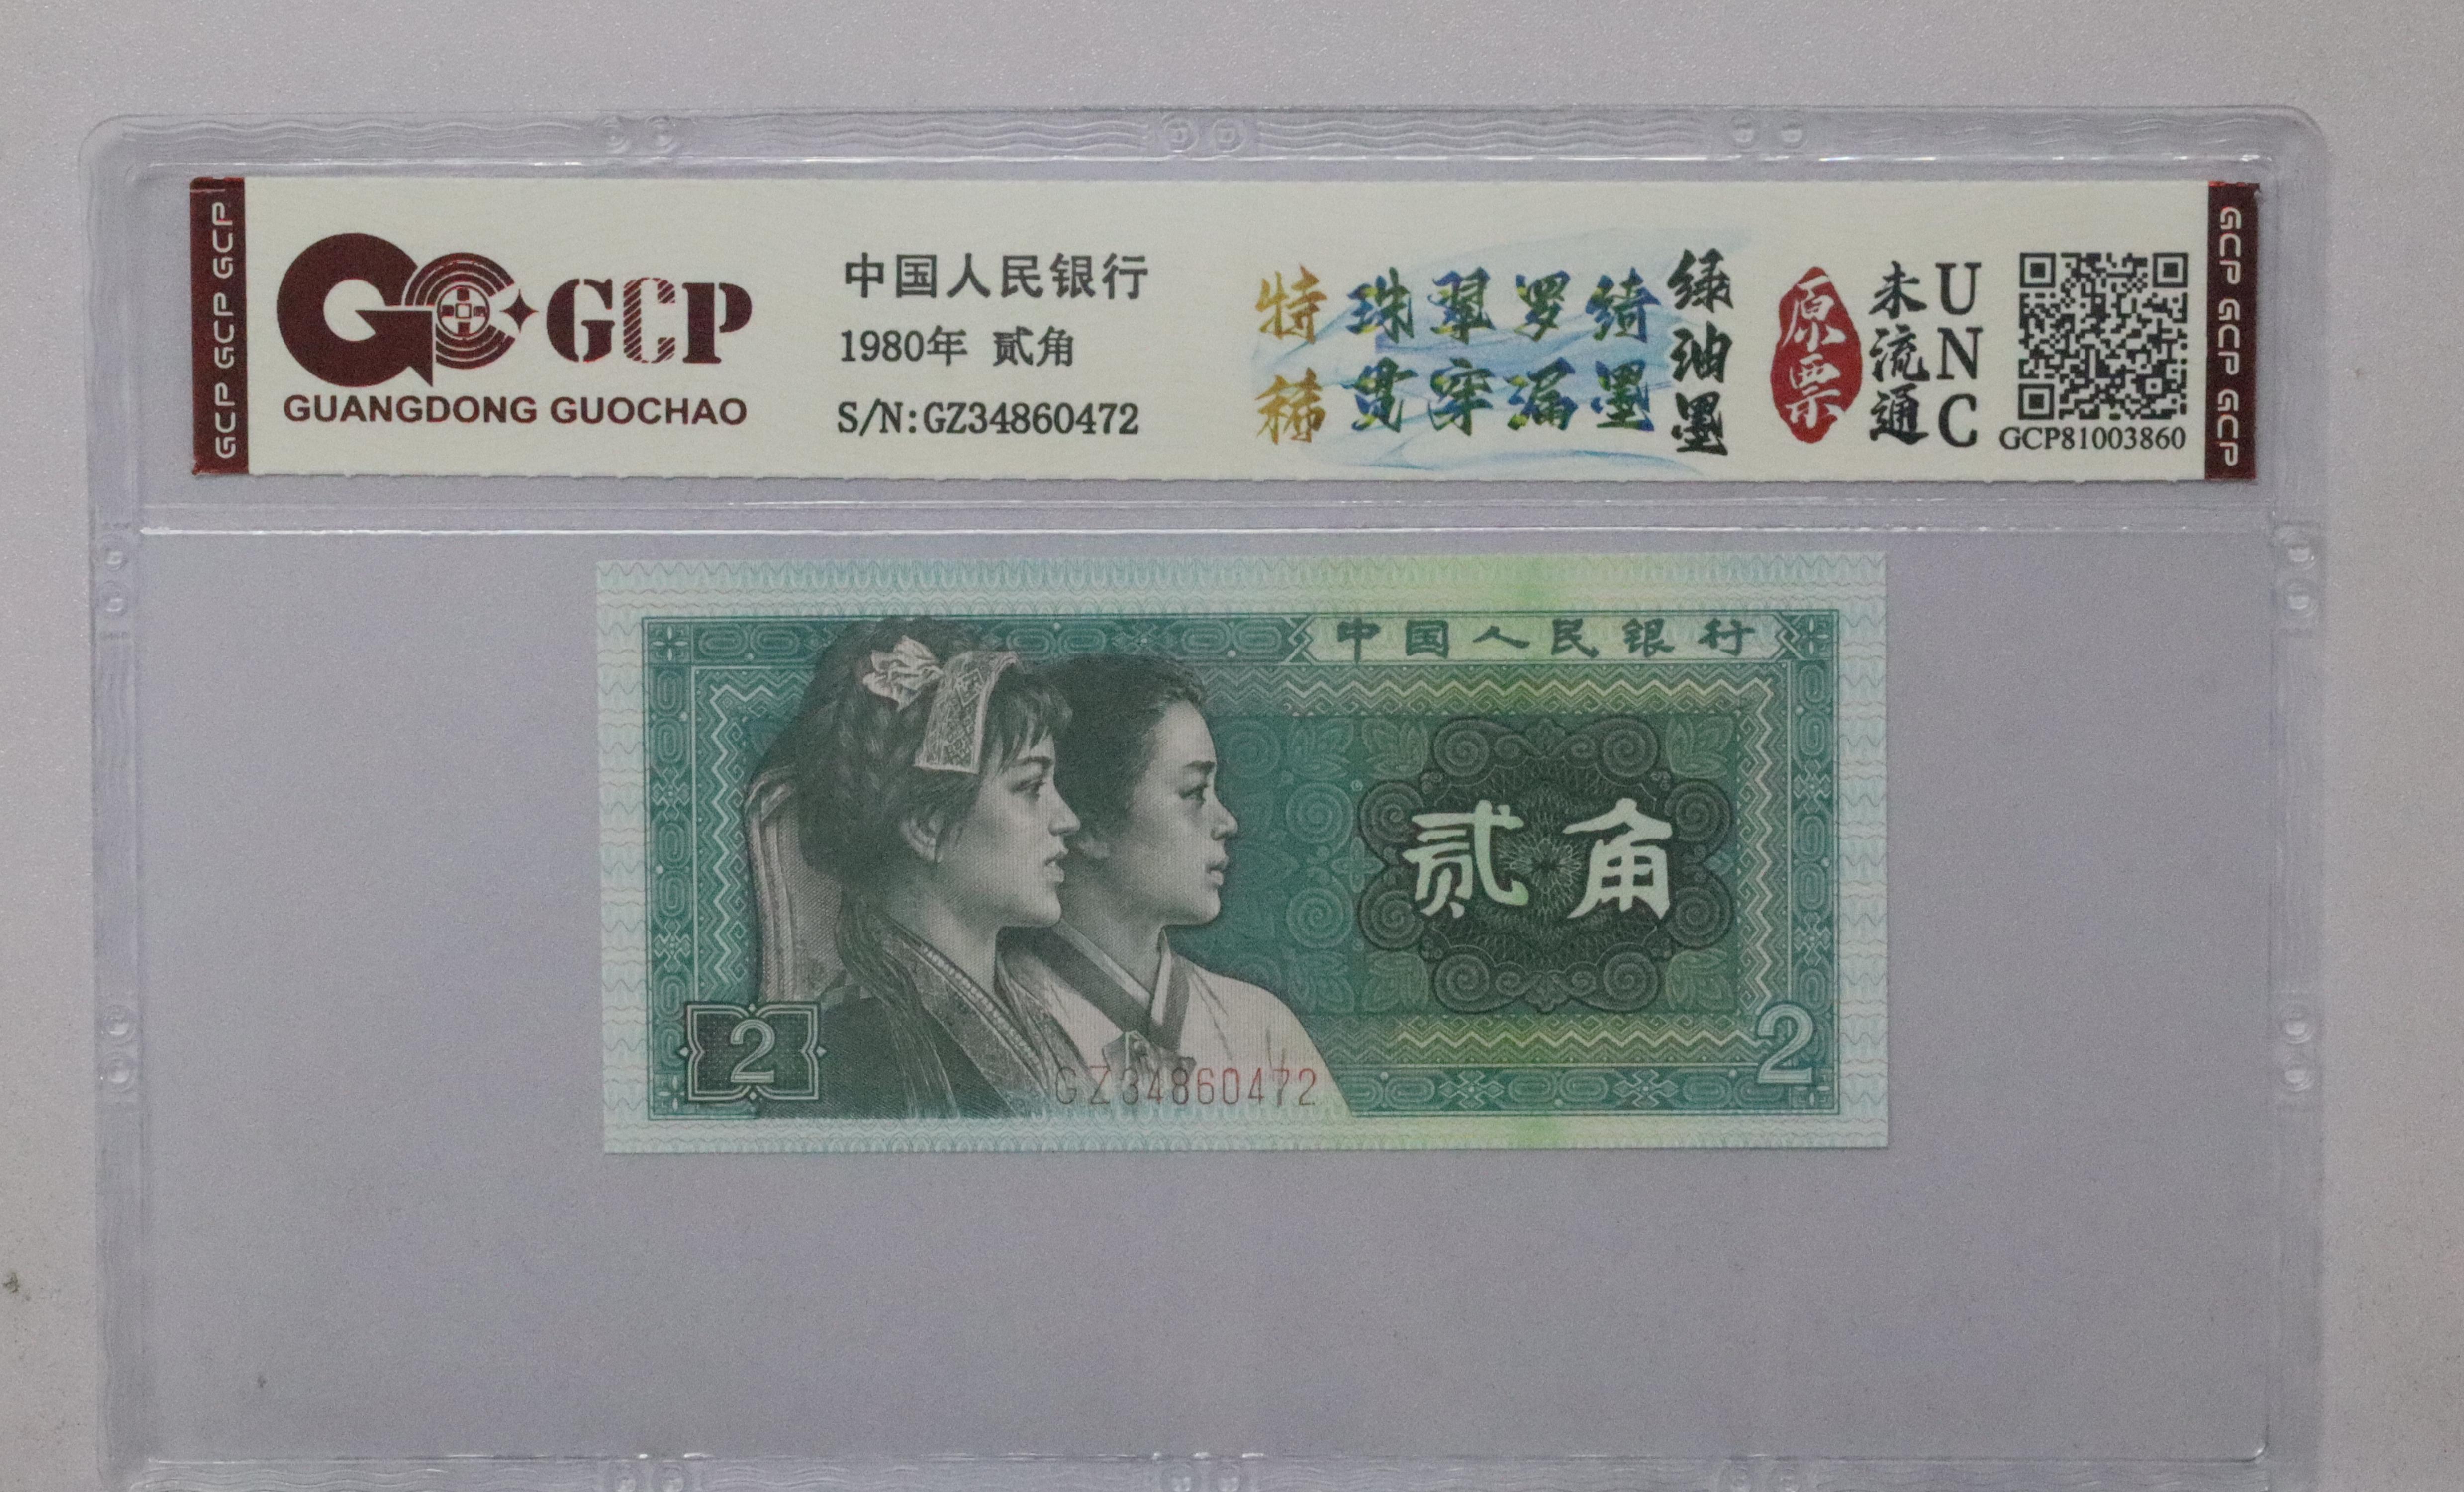 GCP GCP GCP
GCP
GUANGDONG GUOCHAO
中国人民银行
1980年 贰角
S/N:GZ34860472
特稀
珠翠罗绮
贯穿漏墨
绿油墨
原票
未流通
UNC
GCP81003860
GCP GCP GCP
中国人民银行
贰角
2
GZ34860472
2